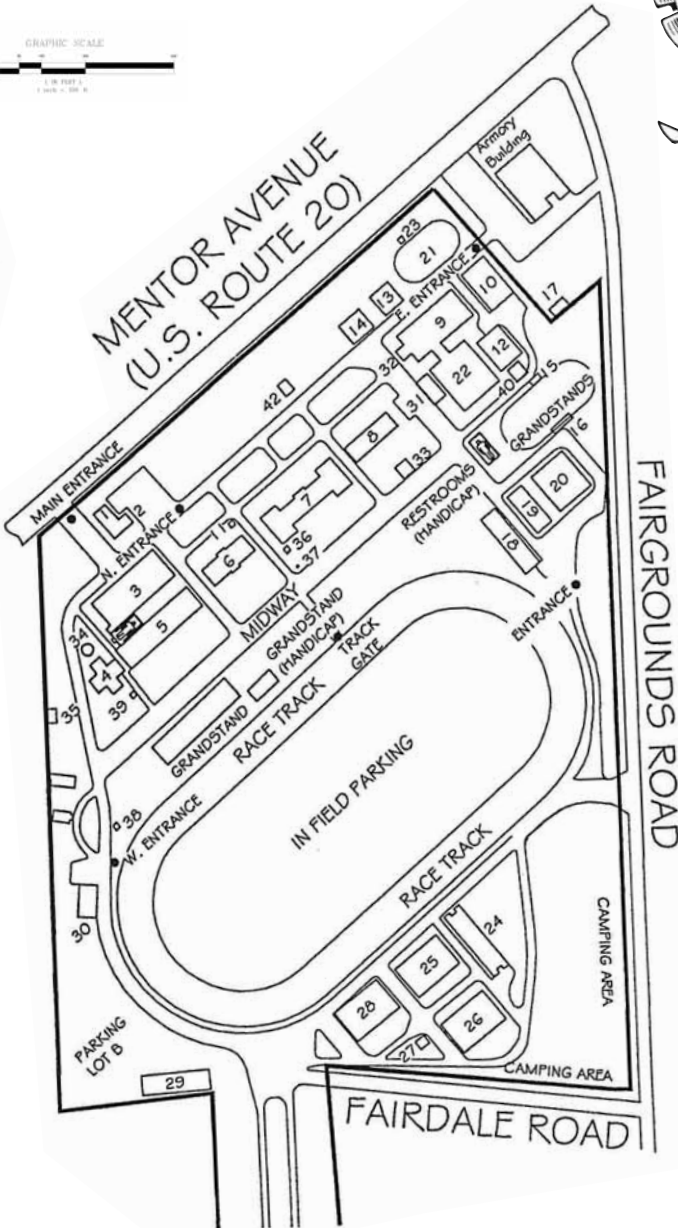 GRAPHIC SCALE
( IN FEET )
MENTOR AVENUE
(U.S. ROUTE 20)
Armory
Building
23
21
E. ENTRANCE
10
17
13
14
9
12
32
22
40
15
GRANDSTANDS
16
42
31
8
33
RESTROOMS
(HANDICAP)
20
19
18
MAIN ENTRANCE
1
2
N. ENTRANCE
11
7
36
37
6
MIDWAY
3
5
34
4
39
35
GRANDSTAND
(HANDICAP)
TRACK
GATE
ENTRANCE
GRANDSTAND
RACE TRACK
FAIRGROUNDS ROAD
IN FIELD PARKING
38
W. ENTRANCE
RACE TRACK
30
24
25
28
26
27
CAMPING AREA
PARKING
LOT B
29
CAMPING AREA
FAIRDALE ROAD